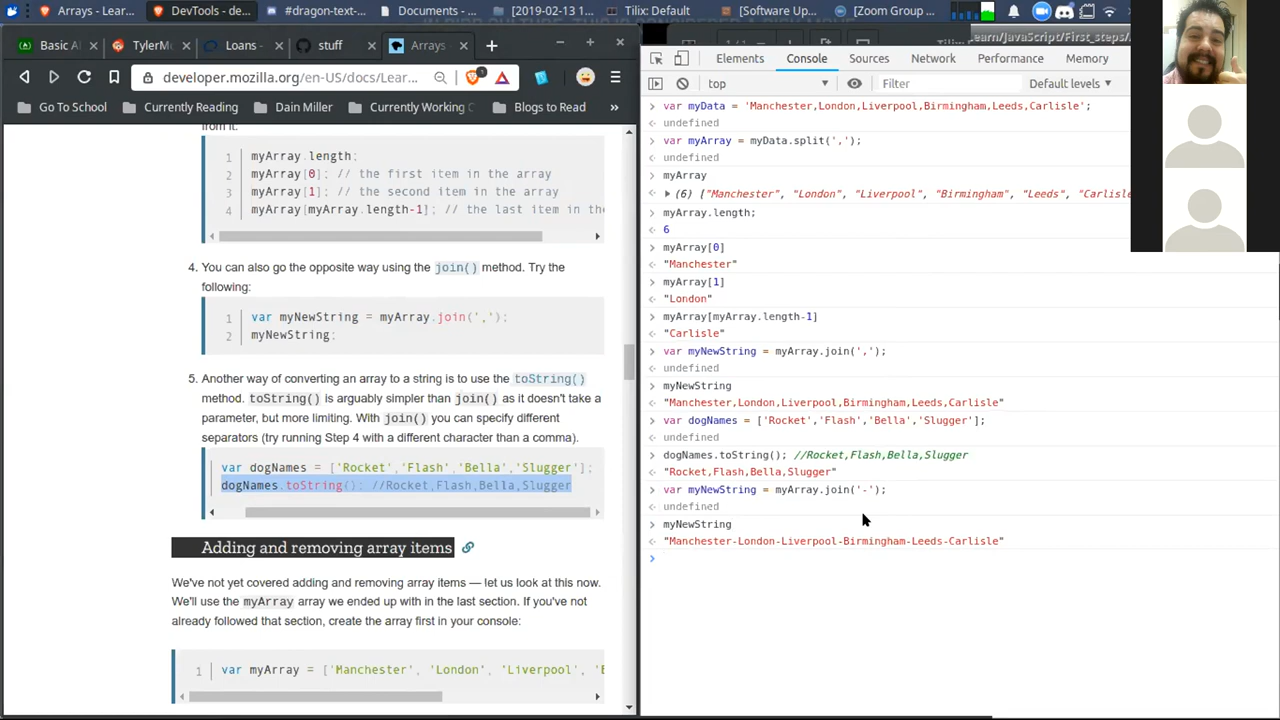 Arrays - Lear...
DevTools - de...
#dragon-text-...
Documents - ...
[2019-02-13 1...
Tilix: Default
[Software Up...
[Zoom Group ...
Basic Al
TylerMo
Loans -
stuff
Arrays -
developer.mozilla.org/en-US/docs/Lear...
1
Go To School
Currently Reading
Dain Miller
Currently Working C
Blogs to Read
from it:
1 myArray.length;
2 myArray[0]; // the first item in the array
3 myArray[1]; // the second item in the array
4 myArray[myArray.length-1]; // the last item in the
4. You can also go the opposite way using the join() method. Try the
following:
1 var myNewString = myArray.join(',');
2 myNewString;
5. Another way of converting an array to a string is to use the toString()
method. toString() is arguably simpler than join() as it doesn't take a
parameter, but more limiting. With join() you can specify different
separators (try running Step 4 with a different character than a comma).
var dogNames = ['Rocket','Flash','Bella','Slugger'];
dogNames.toString(); //Rocket,Flash,Bella,Slugger
Adding and removing array items
We've not yet covered adding and removing array items — let us look at this now.
We'll use the myArray array we ended up with in the last section. If you've not
already followed that section, create the array first in your console:
1 var myArray = ['Manchester', 'London', 'Liverpool', 'B
earn/JavaScript/First_steps/
Elements
Console
Sources
Network
Performance
Memory
top
Filter
Default levels
var myData = 'Manchester,London,Liverpool,Birmingham,Leeds,Carlisle';
undefined
var myArray = myData.split(',');
undefined
myArray
(6) ["Manchester", "London", "Liverpool", "Birmingham", "Leeds", "Carlisle
myArray.length;
6
myArray[0]
"Manchester"
myArray[1]
"London"
myArray[myArray.length-1]
"Carlisle"
var myNewString = myArray.join(',');
undefined
myNewString
"Manchester,London,Liverpool,Birmingham,Leeds,Carlisle"
var dogNames = ['Rocket','Flash','Bella','Slugger'];
undefined
dogNames.toString(); //Rocket,Flash,Bella,Slugger
"Rocket,Flash,Bella,Slugger"
var myNewString = myArray.join('-');
undefined
myNewString
"Manchester-London-Liverpool-Birmingham-Leeds-Carlisle"